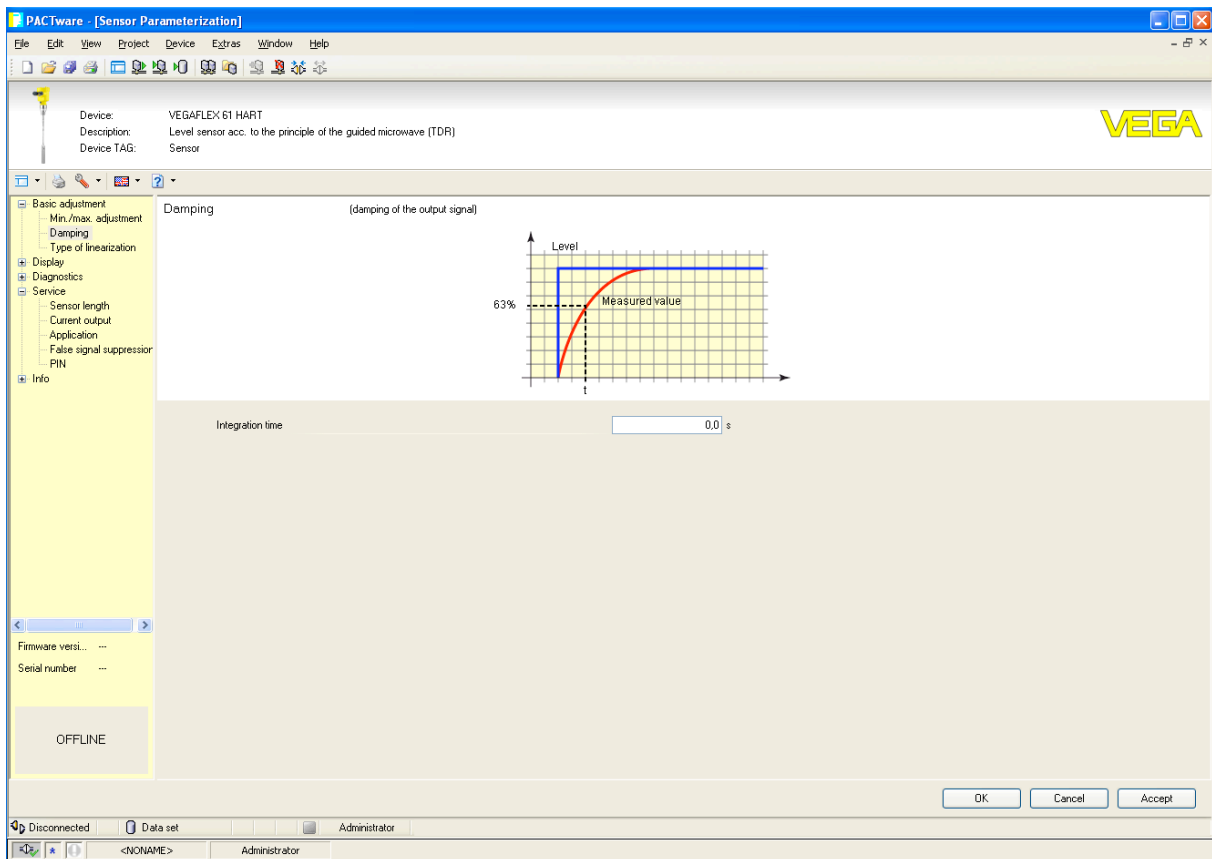 PACTware - [Sensor Parameterization]
File Edit View Project Device Extras Window Help
Device: VEGAFLEX 61 HART
Description: Level sensor acc. to the principle of the guided microwave (TDR)
Device TAG: Sensor
VEGA
Basic adjustment
Min./max. adjustment
Damping
Type of linearization
Display
Diagnostics
Service
Sensor length
Current output
Application
False signal suppression
PIN
Info
Firmware versi... ---
Serial number ---
OFFLINE
Damping (damping of the output signal)
Level
63%
Measured value
t
Integration time 0,0 s
OK Cancel Accept
Disconnected Data set Administrator
<NONAME> Administrator